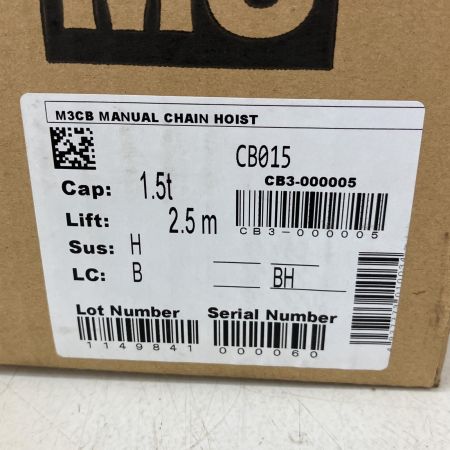 M3CB MANUAL CHAIN HOIST
CB015
CB3-000005
Cap: 1.5t
Lift: 2.5 m
CB3-000005
Sus: H
LC: B
BH
Lot Number Serial Number
1149841 000060